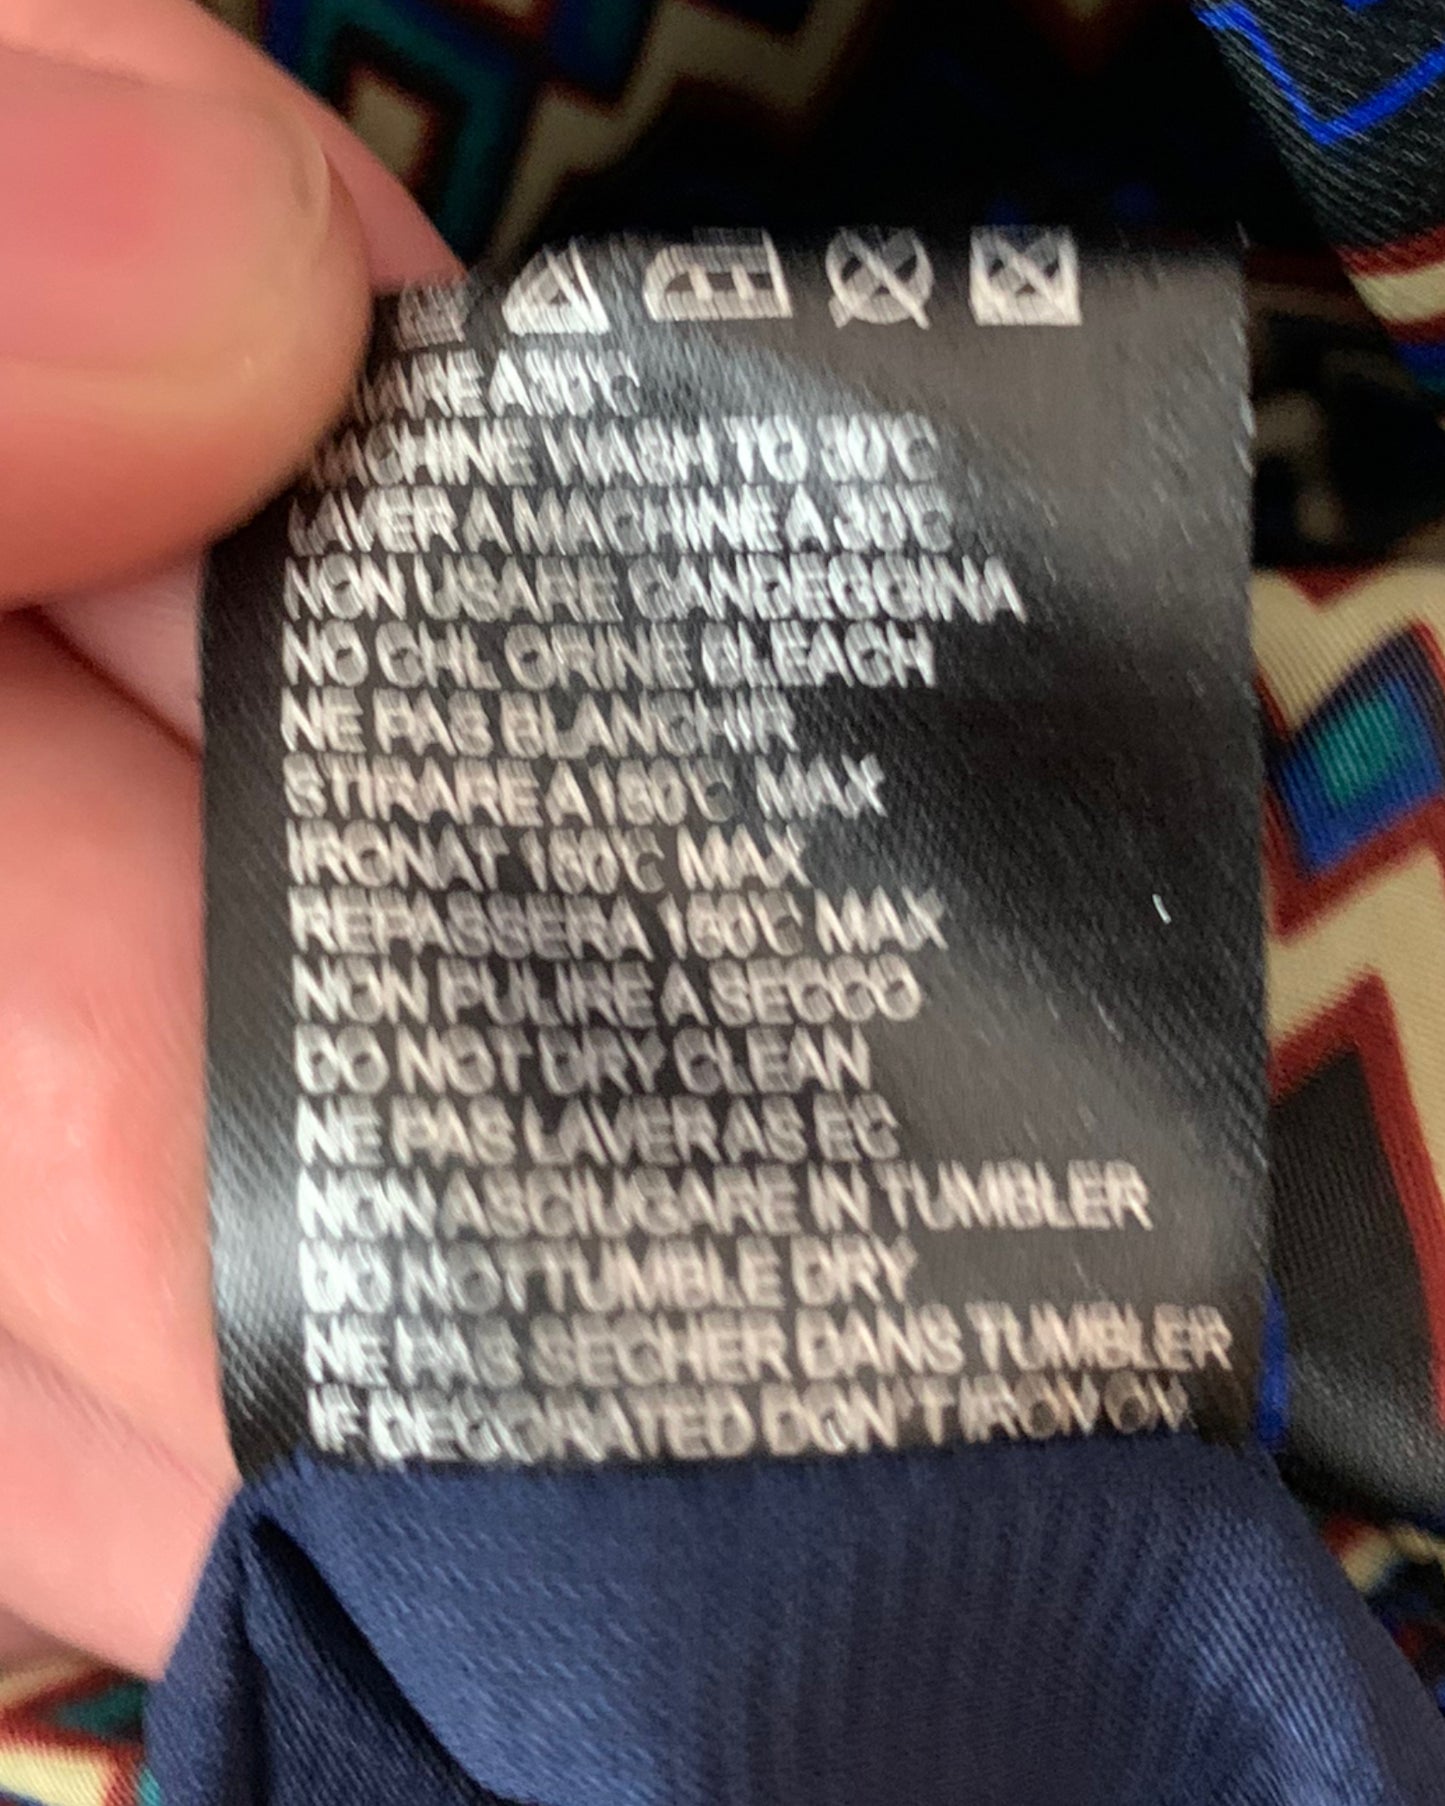 A 30°C
MACHINE WASH TO 30°C
LAVER A MACHINE A 30°C
NON USARE CANDEGGINA
NO CHLORINE BLEACH
NE PAS BLANCHIR
STIRARE A 150°C MAX
IRON AT 150°C MAX
REPASSER A 150°C MAX
NON PULIRE A SECCO
DO NOT DRY CLEAN
NE PAS LAVER A SEC
NON ASCIUGARE IN TUMBLER
DO NOT TUMBLE DRY
NE PAS SECHER DANS TUMBLER
IF DECORATED DON'T IRON ON